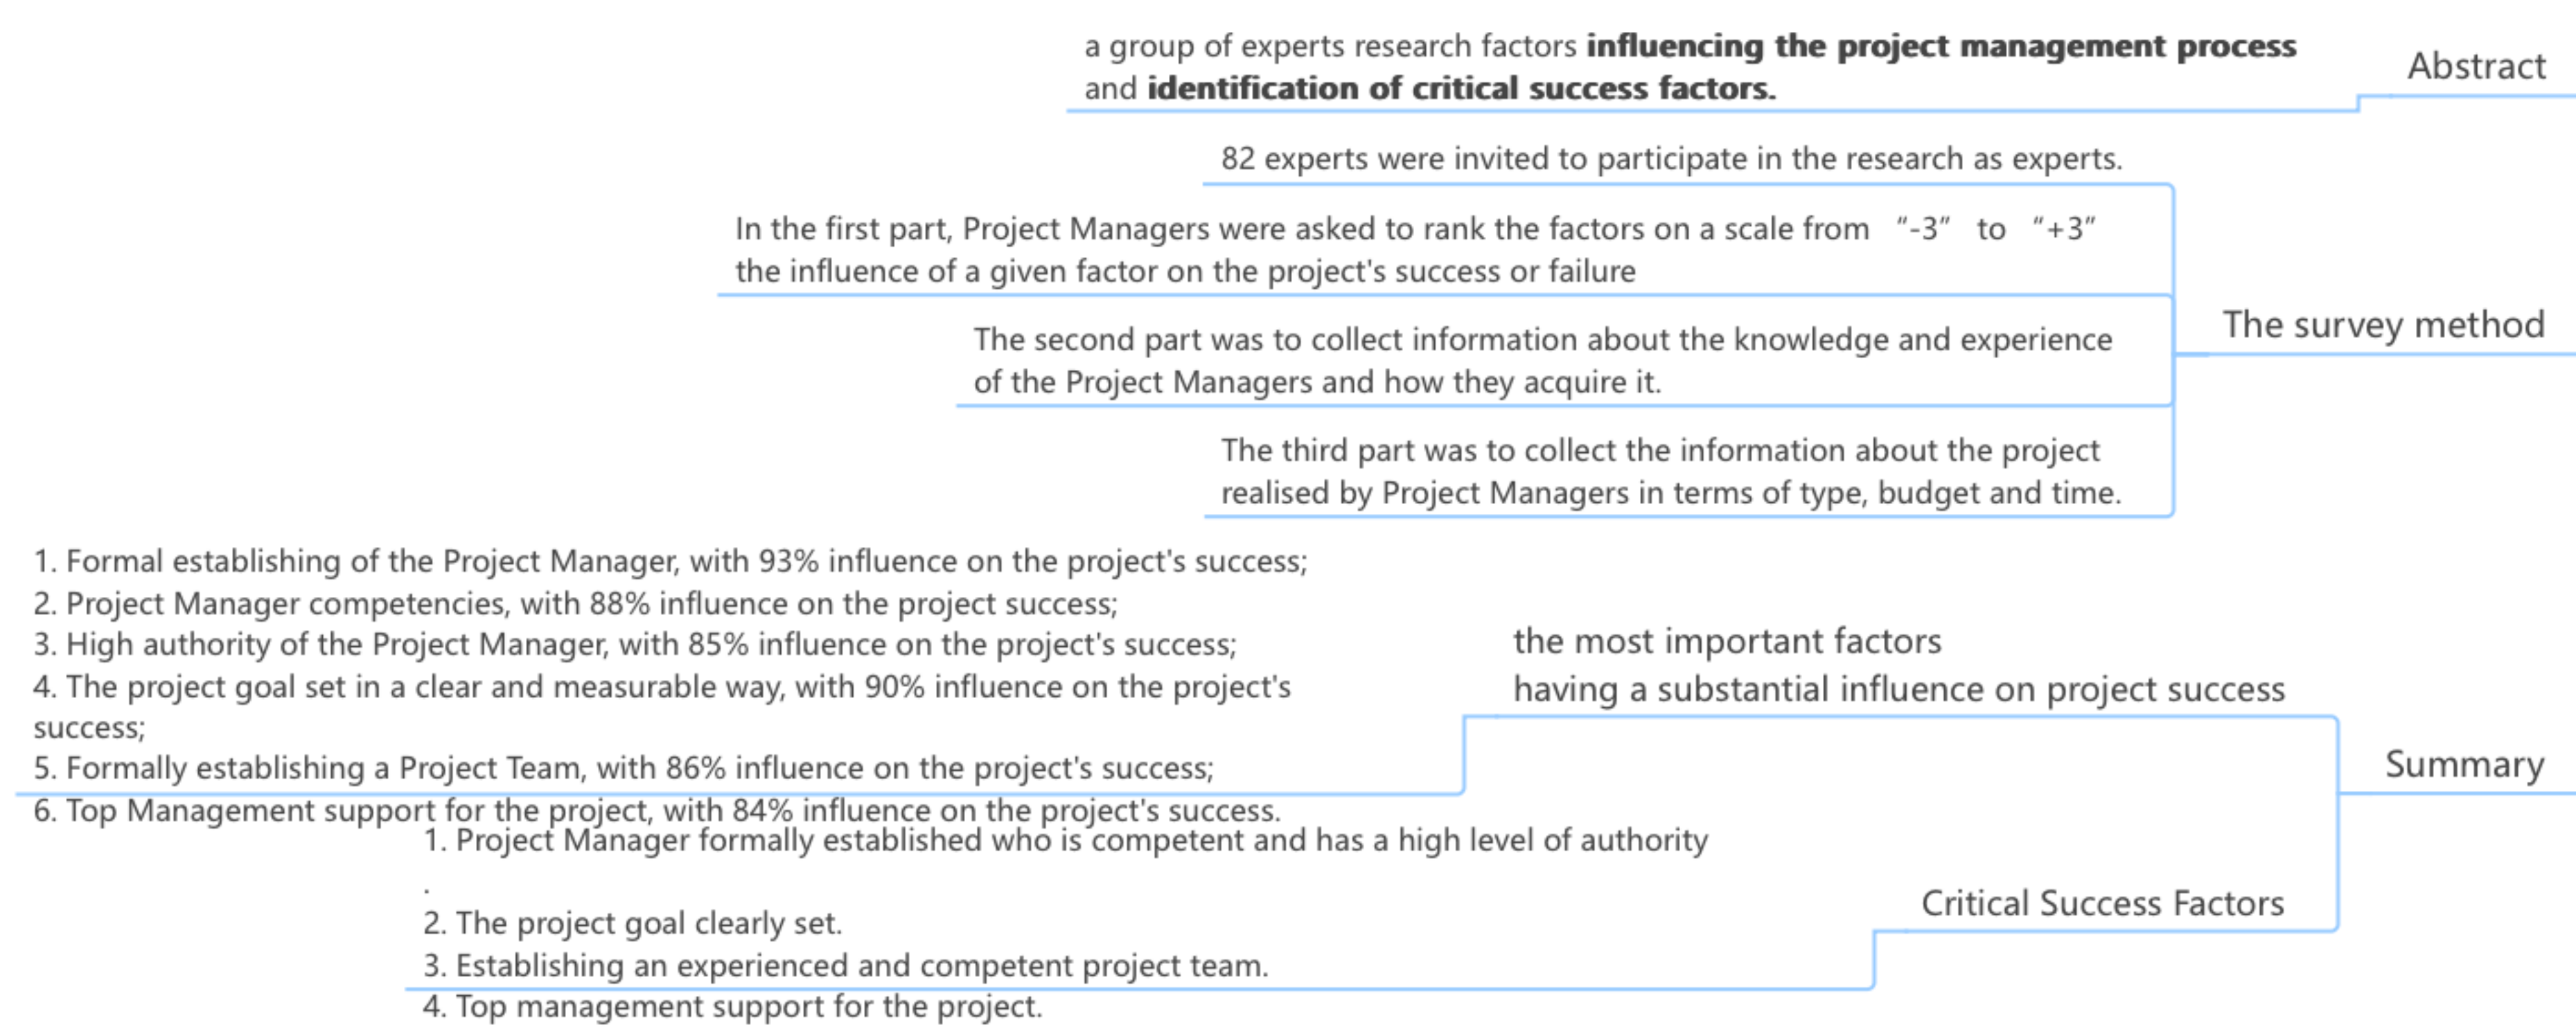 a group of experts research factors influencing the project management process
and identification of critical success factors.
Abstract
82 experts were invited to participate in the research as experts.
In the first part, Project Managers were asked to rank the factors on a scale from “-3” to “+3”
the influence of a given factor on the project's success or failure
The second part was to collect information about the knowledge and experience
of the Project Managers and how they acquire it.
The third part was to collect the information about the project
realised by Project Managers in terms of type, budget and time.
The survey method
1. Formal establishing of the Project Manager, with 93% influence on the project's success;
2. Project Manager competencies, with 88% influence on the project success;
3. High authority of the Project Manager, with 85% influence on the project's success;
4. The project goal set in a clear and measurable way, with 90% influence on the project's
success;
5. Formally establishing a Project Team, with 86% influence on the project's success;
6. Top Management support for the project, with 84% influence on the project's success.
the most important factors
having a substantial influence on project success
1. Project Manager formally established who is competent and has a high level of authority
.
2. The project goal clearly set.
3. Establishing an experienced and competent project team.
4. Top management support for the project.
Critical Success Factors
Summary